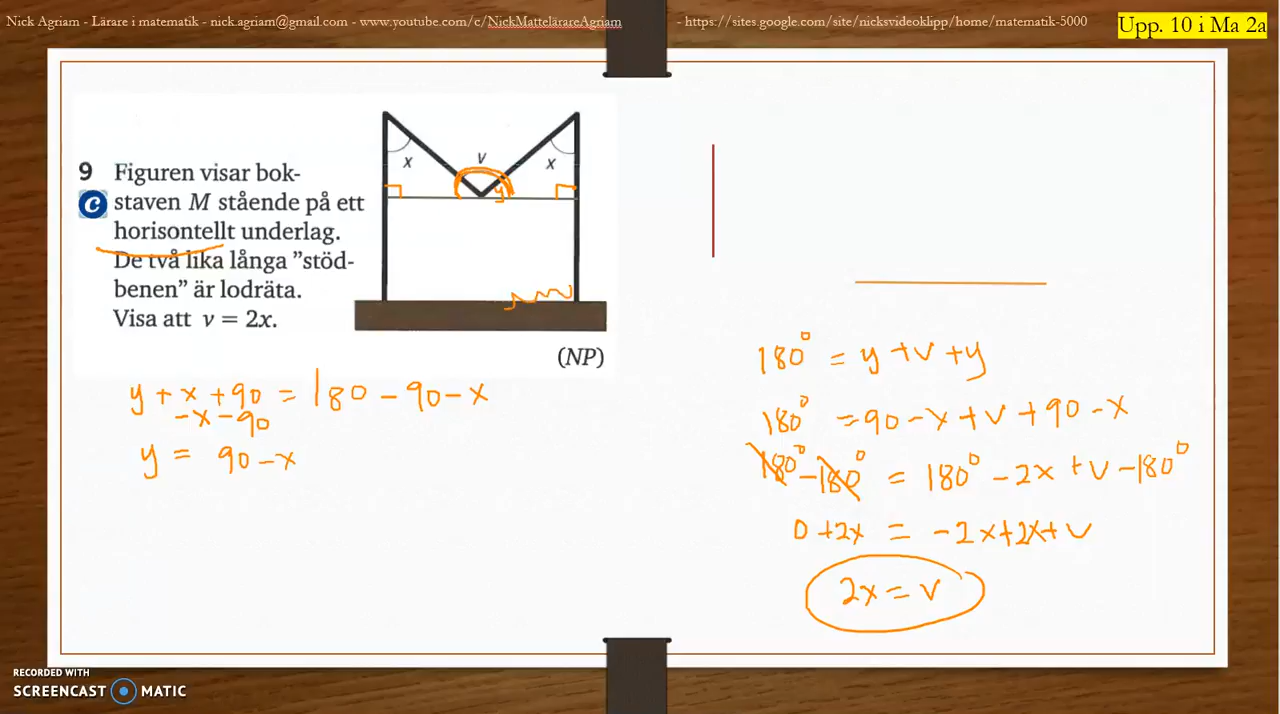 Nick Agriam - Lärare i matematik - nick.agriam@gmail.com - www.youtube.com/c/NickMattelärareAgriam - https://sites.google.com/site/nicksvideoklipp/home/matematik-5000
Upp. 10 i Ma 2a
9 Figuren visar bok-
C staven M stående på ett
horisontellt underlag.
De två lika långa ”stöd-
benen” är lodräta.
Visa att v = 2x.
(NP)
x v x
y
y + x + 90 = 180 - 90 - x
-x -90
y = 90 - x
180° = y + v + y
180° = 90 - x + v + 90 - x
180° - 180° = 180° - 2x + v - 180°
0 + 2x = -2x + 2x + v
2x = v
RECORDED WITH
SCREENCAST MATIC